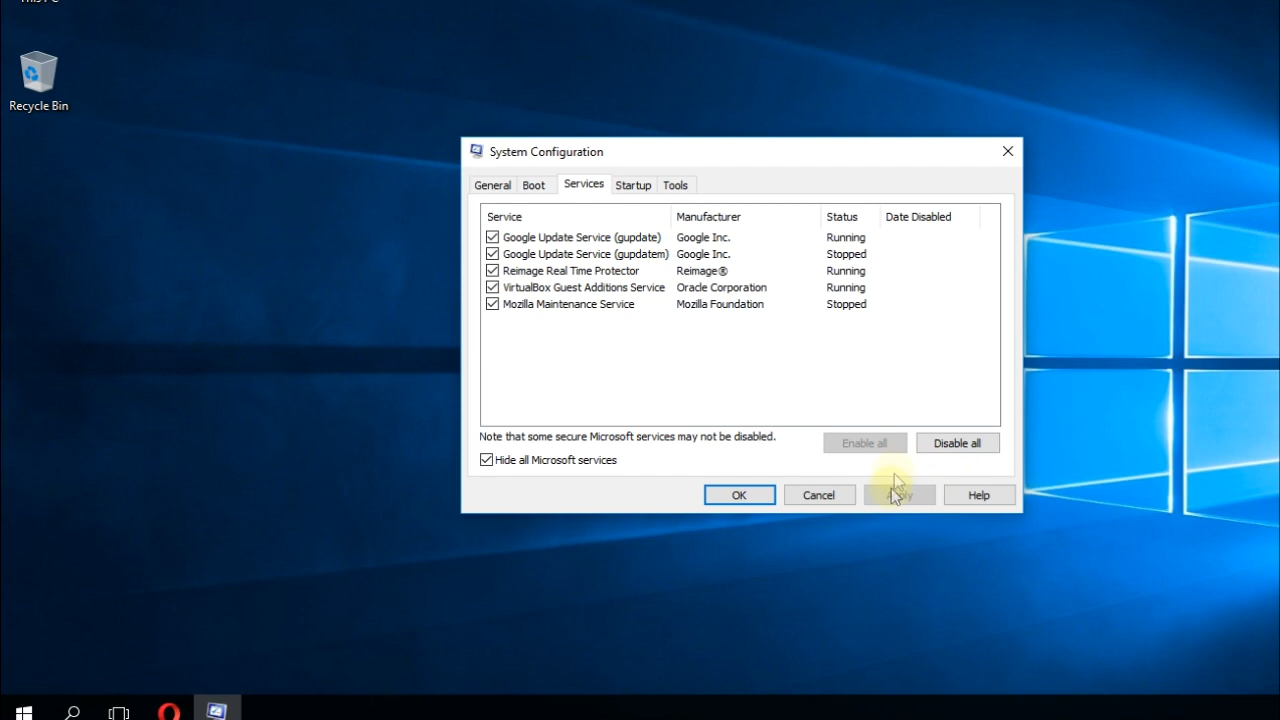 This PC
Recycle Bin
System Configuration
General Boot Services Startup Tools
Service Manufacturer Status Date Disabled
Google Update Service (gupdate) Google Inc. Running
Google Update Service (gupdatem) Google Inc. Stopped
Reimage Real Time Protector Reimage® Running
VirtualBox Guest Additions Service Oracle Corporation Running
Mozilla Maintenance Service Mozilla Foundation Stopped
Note that some secure Microsoft services may not be disabled.
Enable all Disable all
Hide all Microsoft services
OK Cancel Apply Help